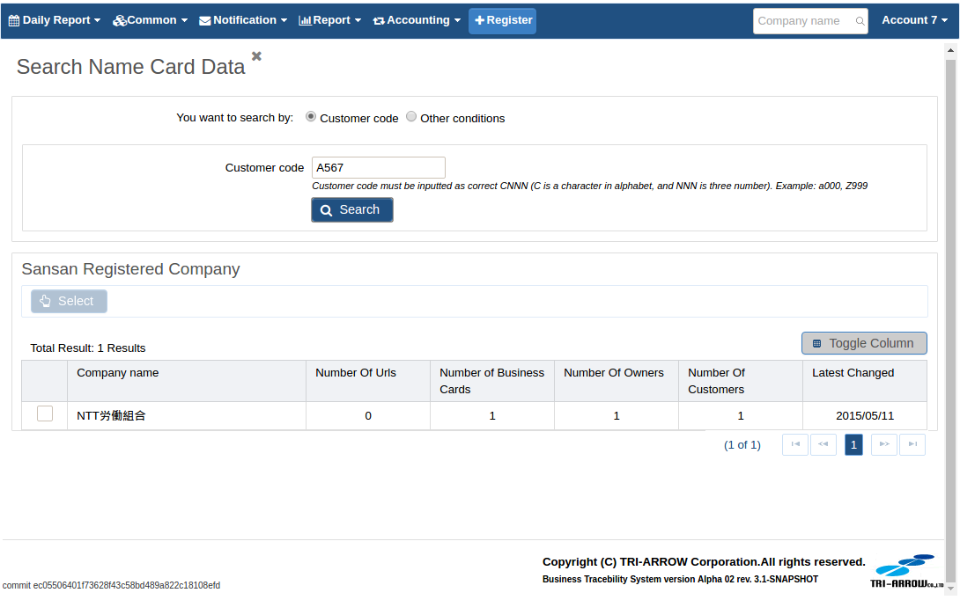 Daily Report Common Notification Report Accounting Register Company name Account 7
Search Name Card Data
You want to search by: Customer code Other conditions
Customer code A567
Customer code must be inputted as correct CNNN (C is a character in alphabet, and NNN is three number). Example: a000, Z999
Search
Sansan Registered Company
Select
Total Result: 1 Results Toggle Column
Company name Number Of Urls Number of Business Cards Number Of Owners Number Of Customers Latest Changed
NTT労働組合 0 1 1 1 2015/05/11
(1 of 1) 1
Copyright (C) TRI-ARROW Corporation.All rights reserved.
Business Tracebility System version Alpha 02 rev. 3.1-SNAPSHOT
TRI-ARROW CO.,LTD
commit ec05506401f73628f43c58bd489a822c18108efd